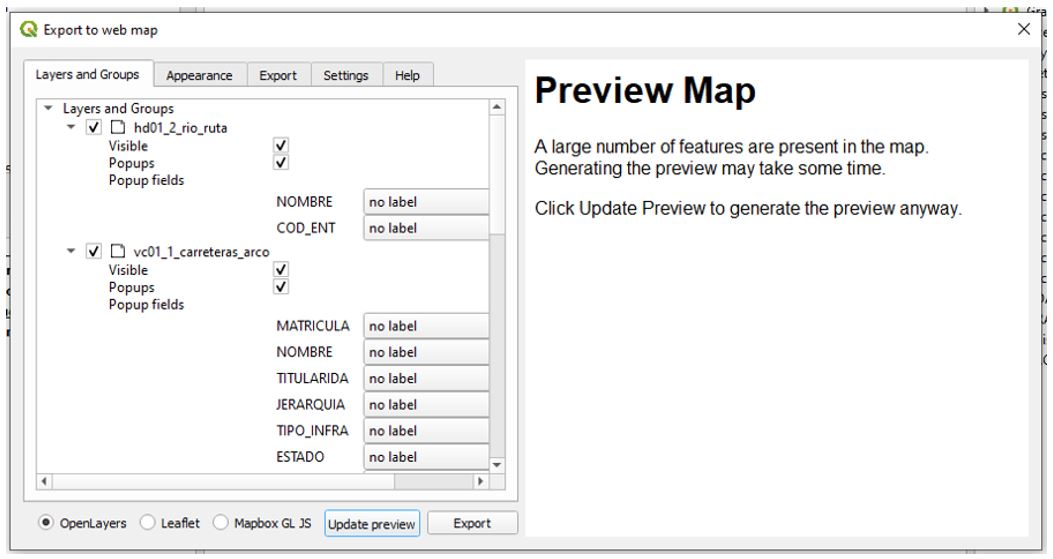 Export to web map
Layers and Groups
Appearance
Export
Settings
Help
Layers and Groups
hd01_2_rio_ruta
Visible
Popups
Popup fields
NOMBRE no label
COD_ENT no label
vc01_1_carreteras_arco
Visible
Popups
Popup fields
MATRICULA no label
NOMBRE no label
TITULARIDA no label
JERARQUIA no label
TIPO_INFRA no label
ESTADO no label
OpenLayers
Leaflet
Mapbox GL JS
Update preview
Export
Preview Map
A large number of features are present in the map.
Generating the preview may take some time.
Click Update Preview to generate the preview anyway.